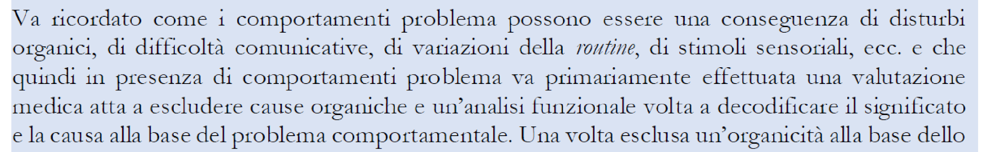 Va ricordato come i comportamenti problema possono essere una conseguenza di disturbi
organici, di difficoltà comunicative, di variazioni della routine, di stimoli sensoriali, ecc. e che
quindi in presenza di comportamenti problema va primariamente effettuata una valutazione
medica atta a escludere cause organiche e un’analisi funzionale volta a decodificare il significato
e la causa alla base del problema comportamentale. Una volta esclusa un’organicità alla base dello